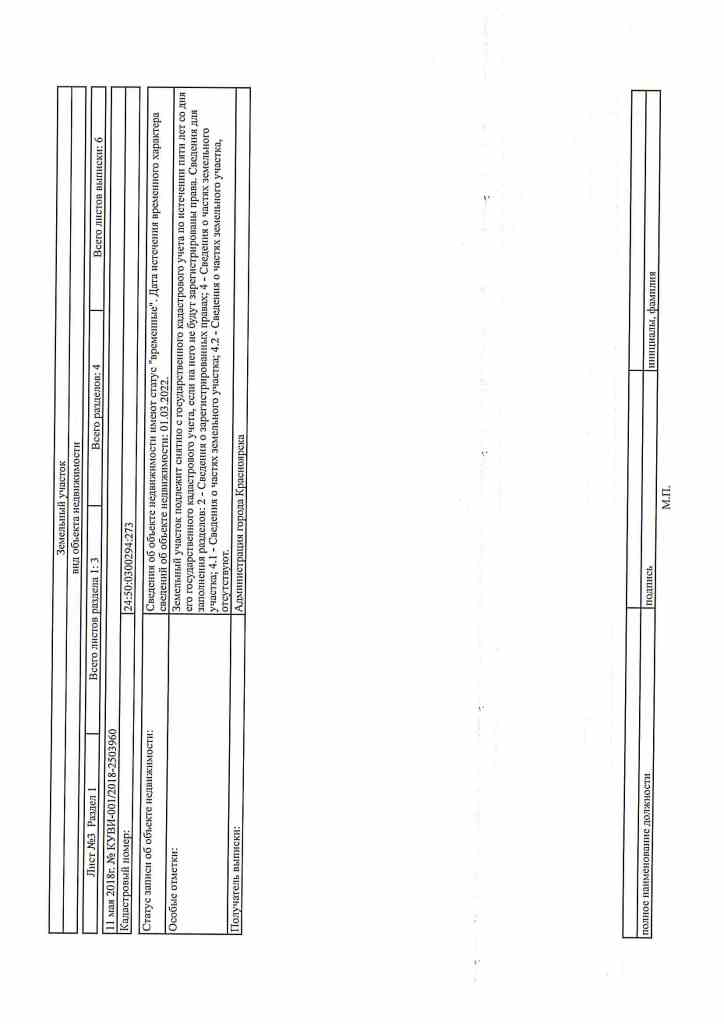 Земельный участок
вид объекта недвижимости
Лист №3 Раздел 1 Всего листов раздела 1: 3 Всего разделов: 4 Всего листов выписки: 6
11 мая 2018г. № КУВИ-001/2018-2503960
Кадастровый номер: 24:50:0300294:273
Статус записи об объекте недвижимости: Сведения об объекте недвижимости имеют статус "временные". Дата истечения временного характера
сведений об объекте недвижимости: 01.03.2022.
Особые отметки: Земельный участок подлежит снятию с государственного кадастрового учета по истечении пяти лет со дня
его государственного кадастрового учета, если на него не будут зарегистрированы права. Сведения для
заполнения разделов: 2 - Сведения о зарегистрированных правах; 4 - Сведения о частях земельного
участка; 4.1 - Сведения о частях земельного участка; 4.2 - Сведения о частях земельного участка,
отсутствуют.
Получатель выписки: Администрация города Красноярска
полное наименование должности подпись инициалы, фамилия
М.П.